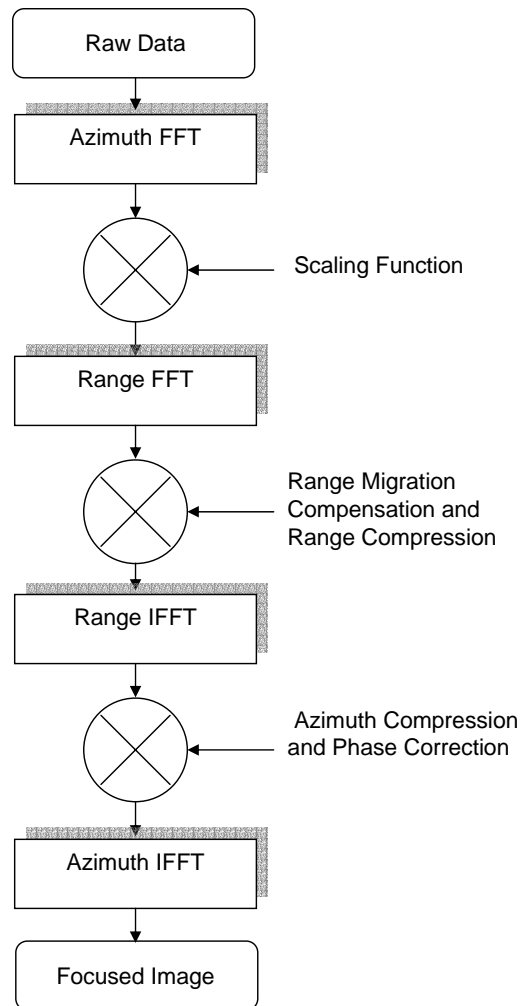 Raw Data
Azimuth FFT
Scaling Function
Range FFT
Range Migration
Compensation and
Range Compression
Range IFFT
Azimuth Compression
and Phase Correction
Azimuth IFFT
Focused Image